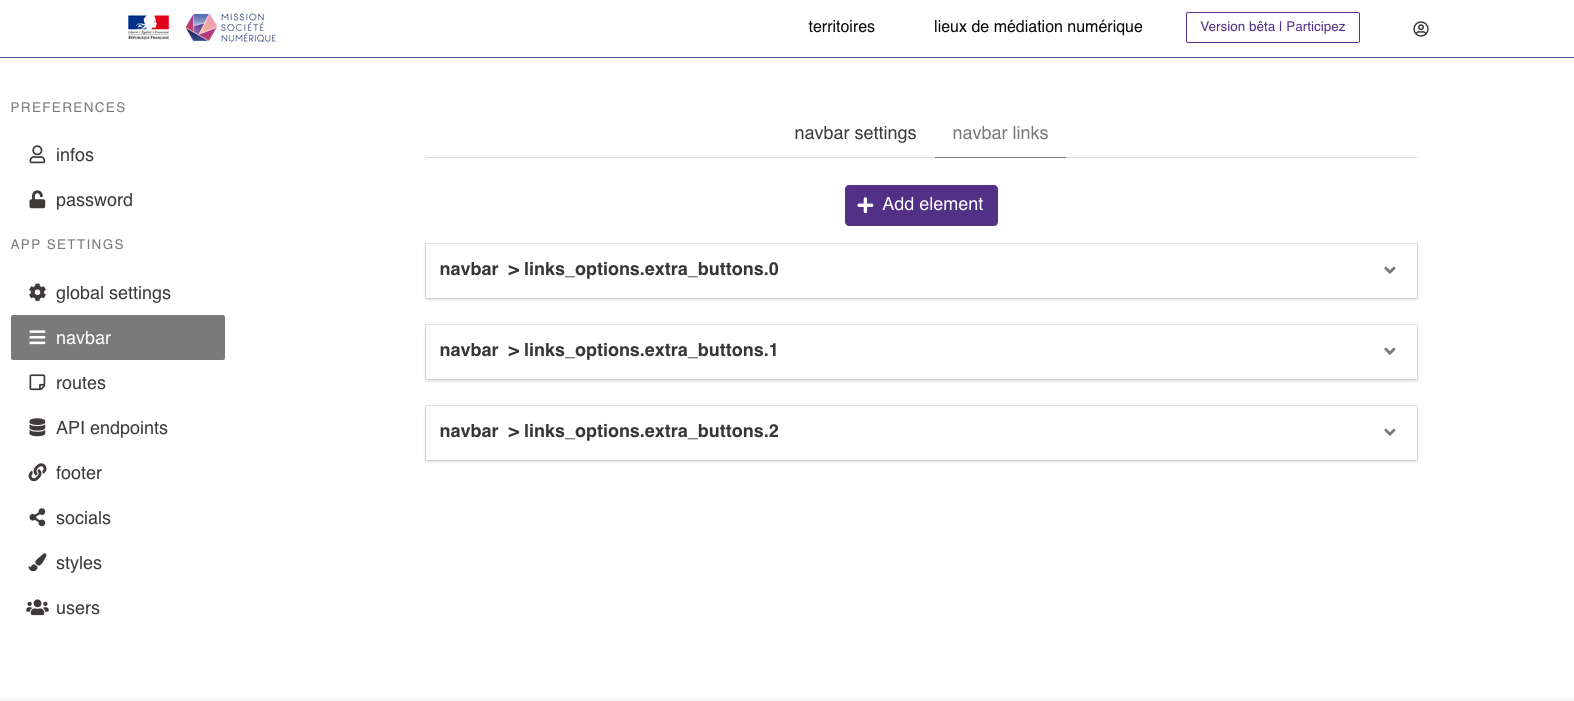 MISSION
SOCIÉTÉ
NUMÉRIQUE
RÉPUBLIQUE FRANÇAISE
territoires
lieux de médiation numérique
Version bêta | Participez
PREFERENCES
infos
password
APP SETTINGS
global settings
navbar
routes
API endpoints
footer
socials
styles
users
navbar settings
navbar links
Add element
navbar > links_options.extra_buttons.0
navbar > links_options.extra_buttons.1
navbar > links_options.extra_buttons.2